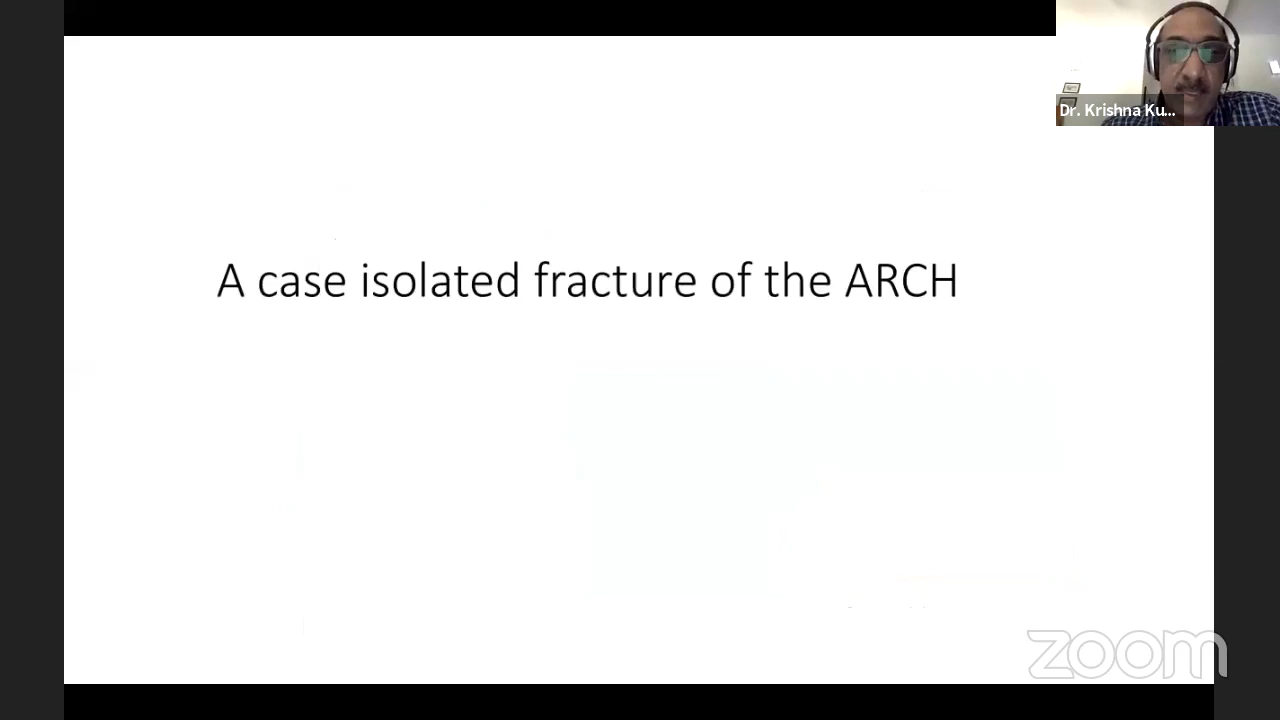 Dr. Krishna Ku...
A case isolated fracture of the ARCH
zoom